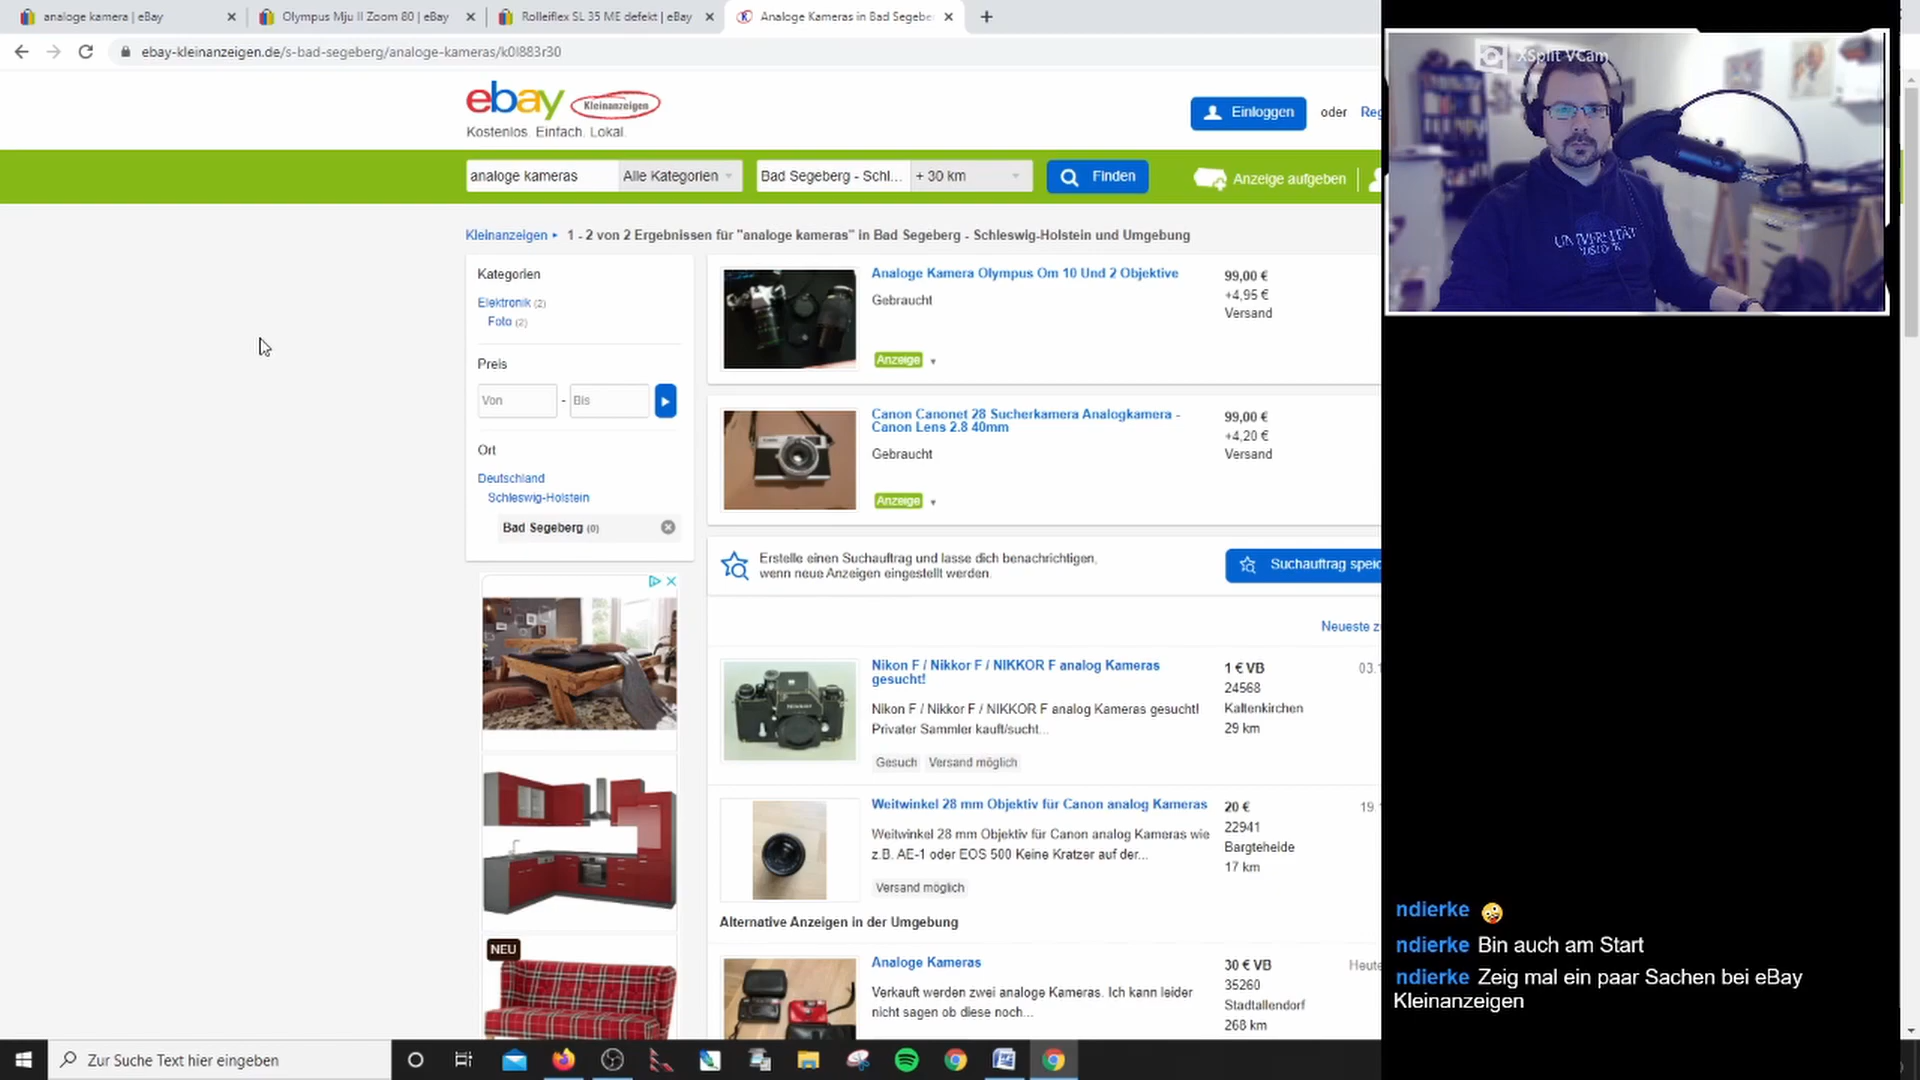 analoge kamera | eBay
Olympus Mju II Zoom 80 | eBay
Rolleiflex SL 35 ME defekt | eBay
Analoge Kameras in Bad Segebe
ebay-kleinanzeigen.de/s-bad-segeberg/analoge-kameras/k0l883r30
ebay Kleinanzeigen
Kostenlos. Einfach. Lokal.
Einloggen
oder
Reg
analoge kameras
Alle Kategorien
Bad Segeberg - Schl...
+ 30 km
Finden
Anzeige aufgeben
Kleinanzeigen
1 - 2 von 2 Ergebnissen für "analoge kameras" in Bad Segeberg - Schleswig-Holstein und Umgebung
Kategorien
Elektronik (2)
Foto (2)
Preis
Von
-
Bis
Ort
Deutschland
Schleswig-Holstein
Bad Segeberg (0)
NEU
Analoge Kamera Olympus Om 10 Und 2 Objektive
Gebraucht
Anzeige
99,00 €
+4,95 €
Versand
Canon Canonet 28 Sucherkamera Analogkamera -
Canon Lens 2.8 40mm
Gebraucht
Anzeige
99,00 €
+4,20 €
Versand
Erstelle einen Suchauftrag und lasse dich benachrichtigen,
wenn neue Anzeigen eingestellt werden.
Suchauftrag speic
Neueste z
Nikon F / Nikkor F / NIKKOR F analog Kameras
gesucht!
Nikon F / Nikkor F / NIKKOR F analog Kameras gesucht!
Privater Sammler kauft/sucht...
Gesuch
Versand möglich
1 € VB
24568
Kaltenkirchen
29 km
03.
Weitwinkel 28 mm Objektiv für Canon analog Kameras
Weitwinkel 28 mm Objektiv für Canon analog Kameras wie
z.B. AE-1 oder EOS 500 Keine Kratzer auf der...
Versand möglich
20 €
22941
Bargteheide
17 km
19
Alternative Anzeigen in der Umgebung
Analoge Kameras
Verkauft werden zwei analoge Kameras. Ich kann leider
nicht sagen ob diese noch...
30 € VB
35260
Stadtallendorf
268 km
Heute
XSplit VCam
UNIVERSITÄT
ROSTOCK
ndierke 🤪
ndierke Bin auch am Start
ndierke Zeig mal ein paar Sachen bei eBay
Kleinanzeigen
Zur Suche Text hier eingeben